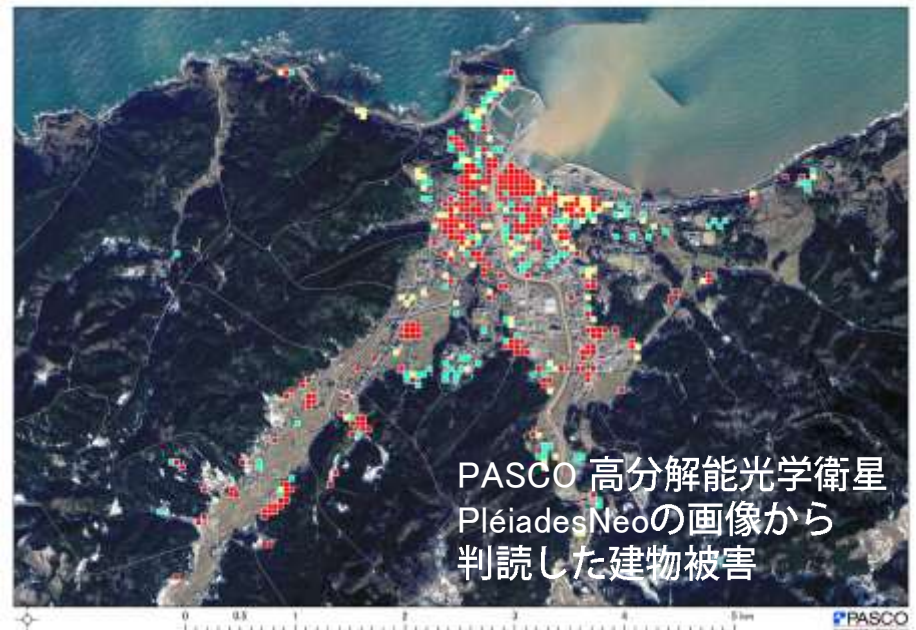 PASCO 高分解能光学衛星
PléiadesNeoの画像から
判読した建物被害
0 0.5 1 2 3 4 5 km
PASCO